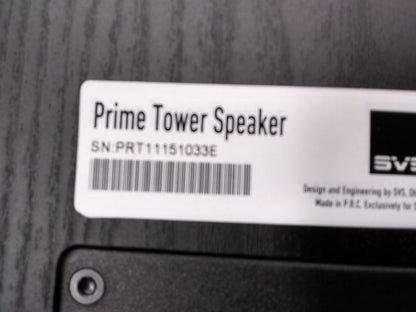 Prime Tower Speaker
SN:PRT11151033E
SVS
Design and Engineering by SVS,
Made in P.R.C. Exclusively for